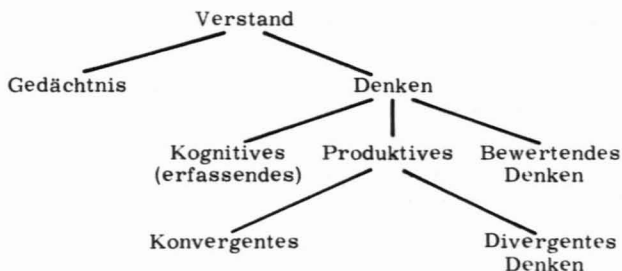 Verstand
Gedächtnis Denken
Kognitives Produktives Bewertendes
(erfassendes) Denken
Konvergentes Divergentes
Denken